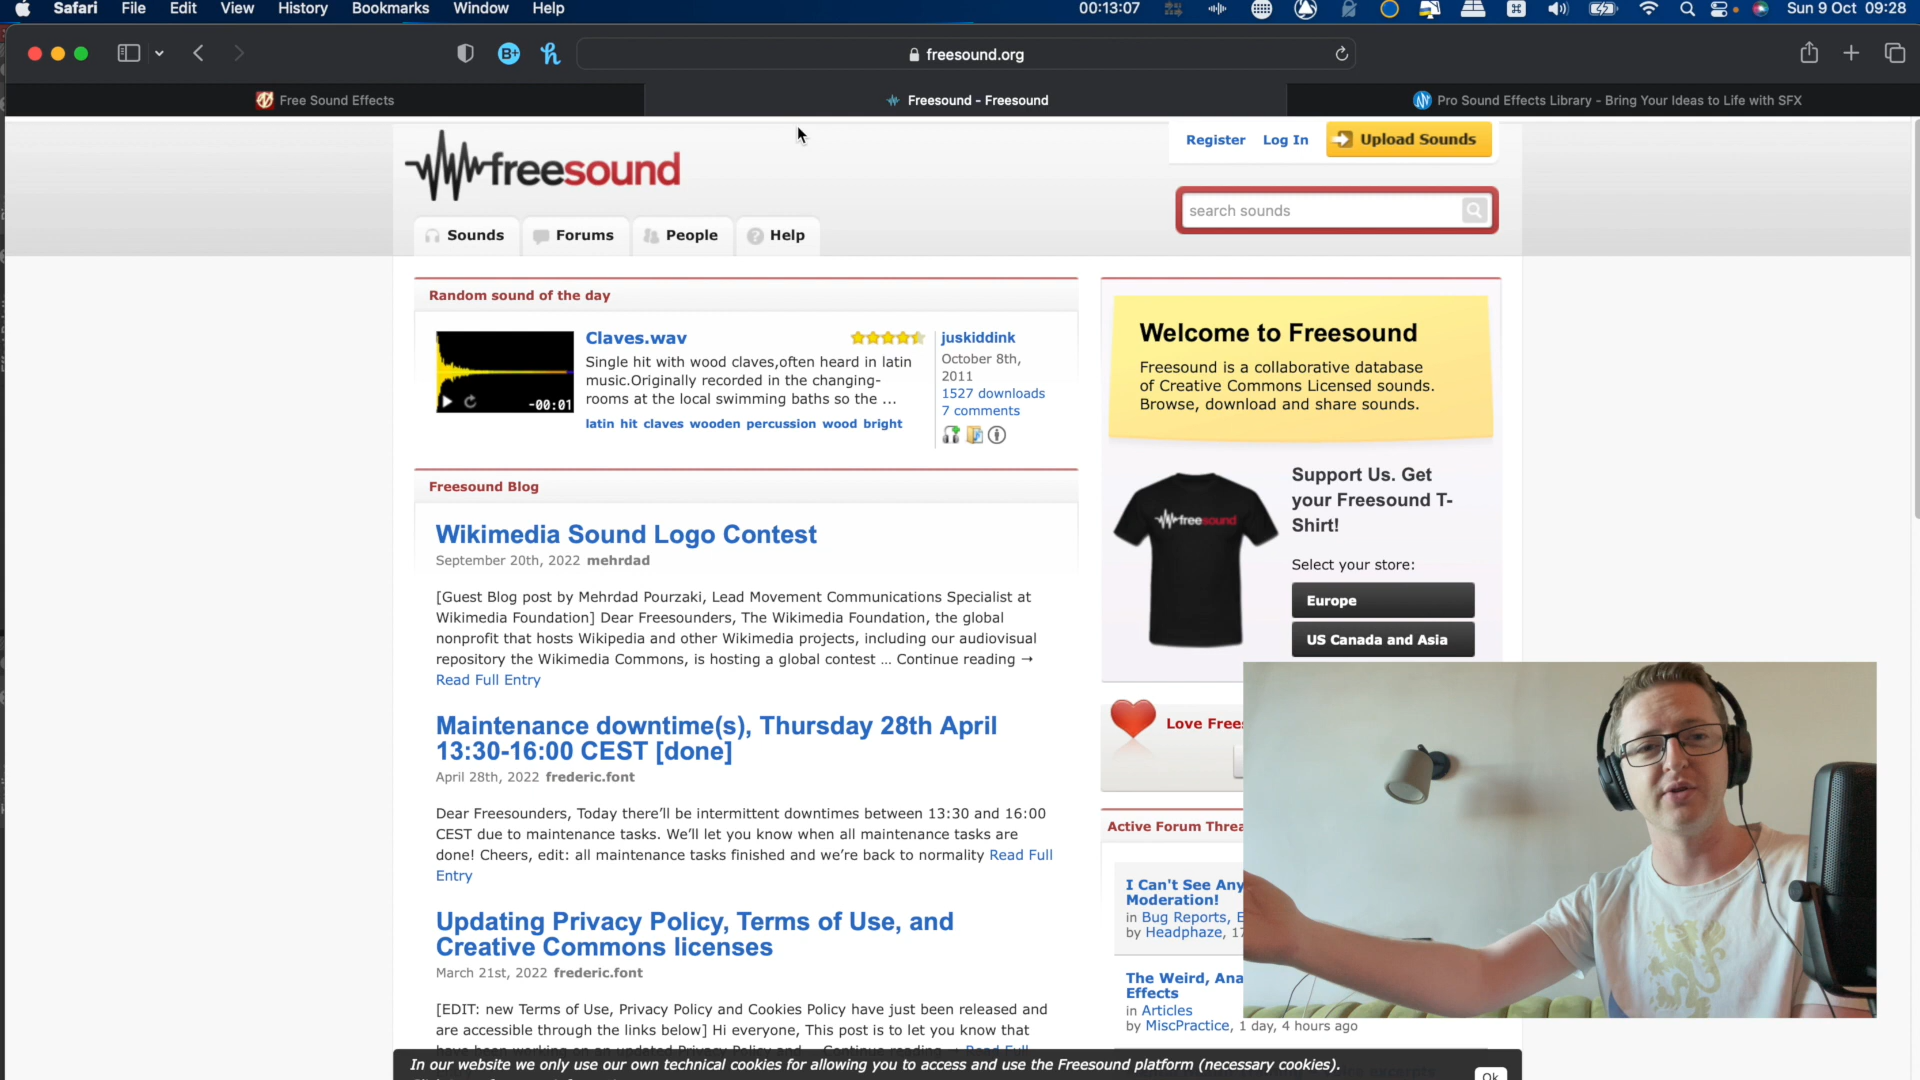 Safari File Edit View History Bookmarks Window Help 00:13:07 Sun 9 Oct 09:28
freesound.org
Free Sound Effects
Freesound - Freesound
Pro Sound Effects Library - Bring Your Ideas to Life with SFX
freesound
Register Log In Upload Sounds
search sounds
Sounds Forums People Help
Random sound of the day
-00:01
Claves.wav
Single hit with wood claves,often heard in latin
music.Originally recorded in the changing-
rooms at the local swimming baths so the ...
latin hit claves wooden percussion wood bright
juskiddink
October 8th,
2011
1527 downloads
7 comments
Welcome to Freesound
Freesound is a collaborative database
of Creative Commons Licensed sounds.
Browse, download and share sounds.
freesound
Support Us. Get
your Freesound T-
Shirt!
Select your store:
Europe
US Canada and Asia
Freesound Blog
Wikimedia Sound Logo Contest
September 20th, 2022 mehrdad
[Guest Blog post by Mehrdad Pourzaki, Lead Movement Communications Specialist at
Wikimedia Foundation] Dear Freesounders, The Wikimedia Foundation, the global
nonprofit that hosts Wikipedia and other Wikimedia projects, including our audiovisual
repository the Wikimedia Commons, is hosting a global contest … Continue reading →
Read Full Entry
Maintenance downtime(s), Thursday 28th April
13:30-16:00 CEST [done]
April 28th, 2022 frederic.font
Dear Freesounders, Today there’ll be intermittent downtimes between 13:30 and 16:00
CEST due to maintenance tasks. We’ll let you know when all maintenance tasks are
done! Cheers, edit: all maintenance tasks finished and we’re back to normality Read Full
Entry
Updating Privacy Policy, Terms of Use, and
Creative Commons licenses
March 21st, 2022 frederic.font
[EDIT: new Terms of Use, Privacy Policy and Cookies Policy have just been released and
are accessible through the links below] Hi everyone, This post is to let you know that
Love Frees
Active Forum Threa
I Can't See Any
Moderation!
in Bug Reports, E
by Headphaze, 17
The Weird, Ana
Effects
in Articles
by MiscPractice, 1 day, 4 hours ago
In our website we only use our own technical cookies for allowing you to access and use the Freesound platform (necessary cookies).
Ok